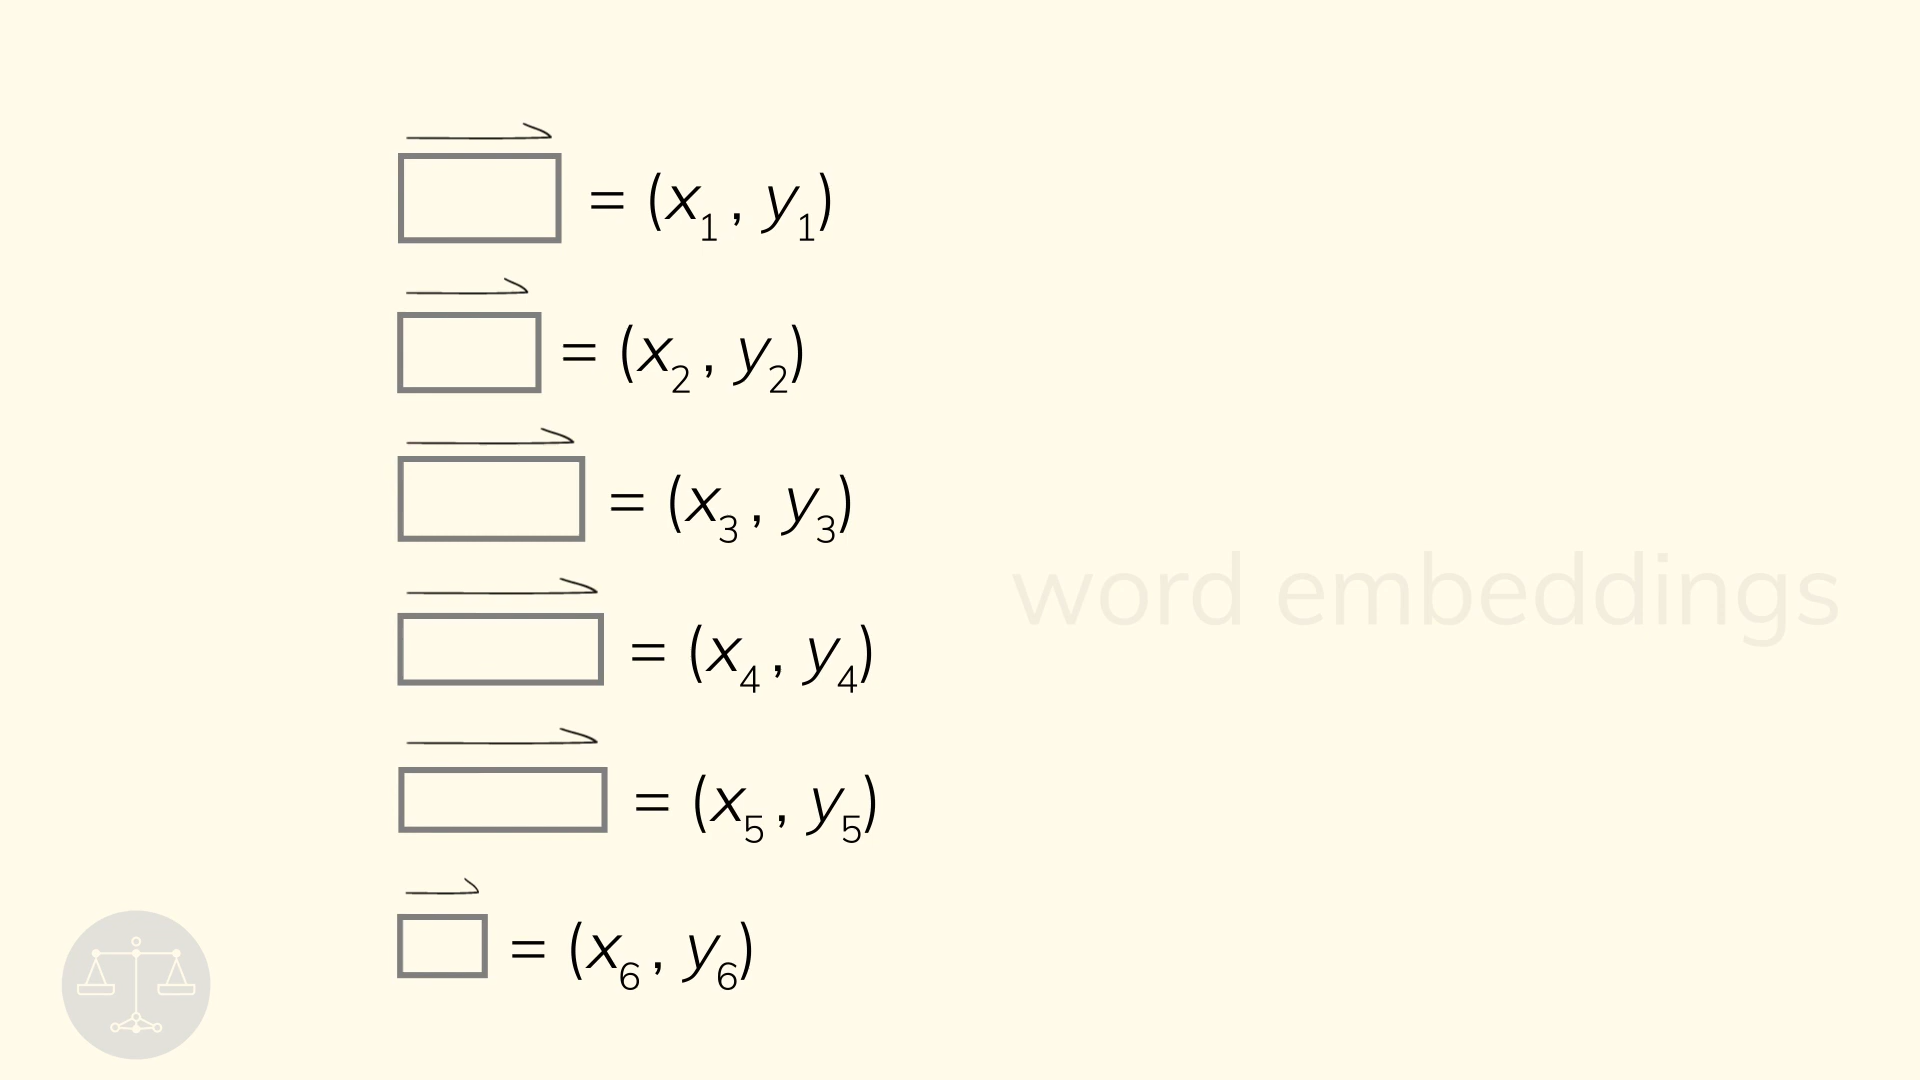 = (x₁, y₁)
= (x₂, y₂)
= (x₃, y₃)
= (x₄, y₄)
word embeddings
= (x₅, y₅)
= (x₆, y₆)